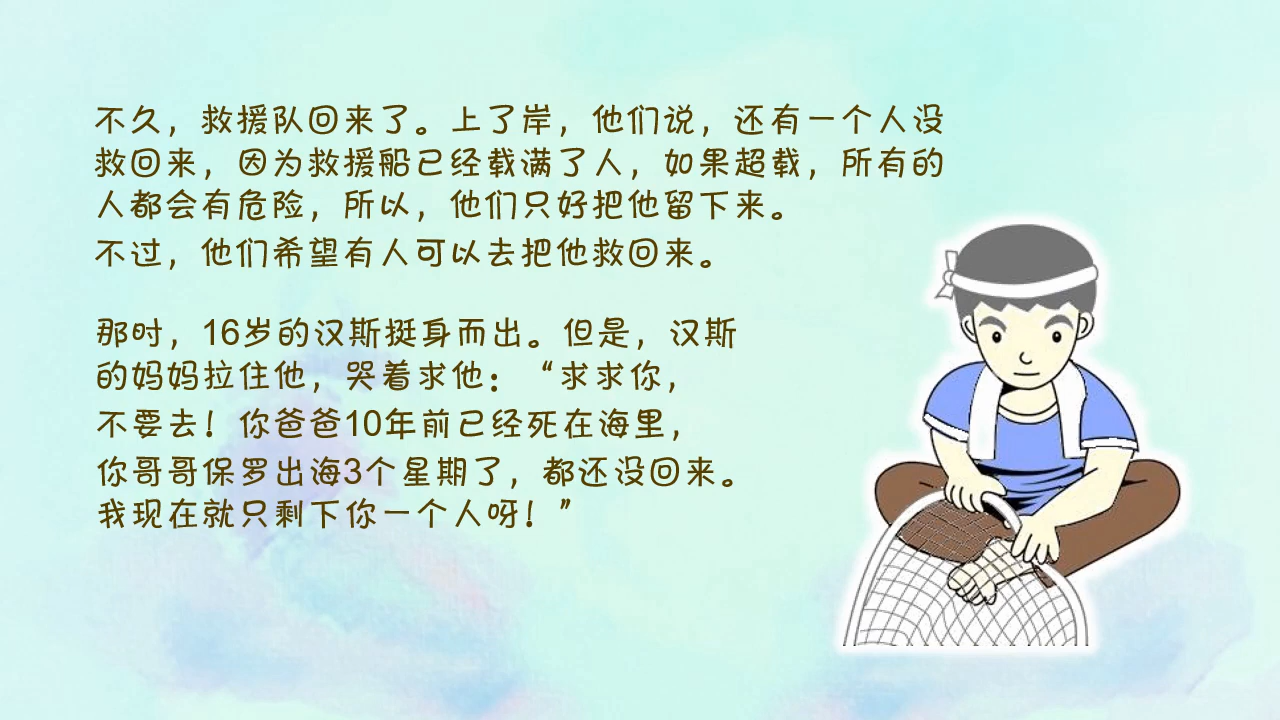 不久，救援队回来了。上了岸，他们说，还有一个人没
救回来，因为救援船已经载满了人，如果超载，所有的
人都会有危险，所以，他们只好把他留下来。
不过，他们希望有人可以去把他救回来。
那时，16岁的汉斯挺身而出。但是，汉斯
的妈妈拉住他，哭着求他：“求求你，
不要去！你爸爸10年前已经死在海里，
你哥哥保罗出海3个星期了，都还没回来。
我现在就只剩下你一个人呀！”